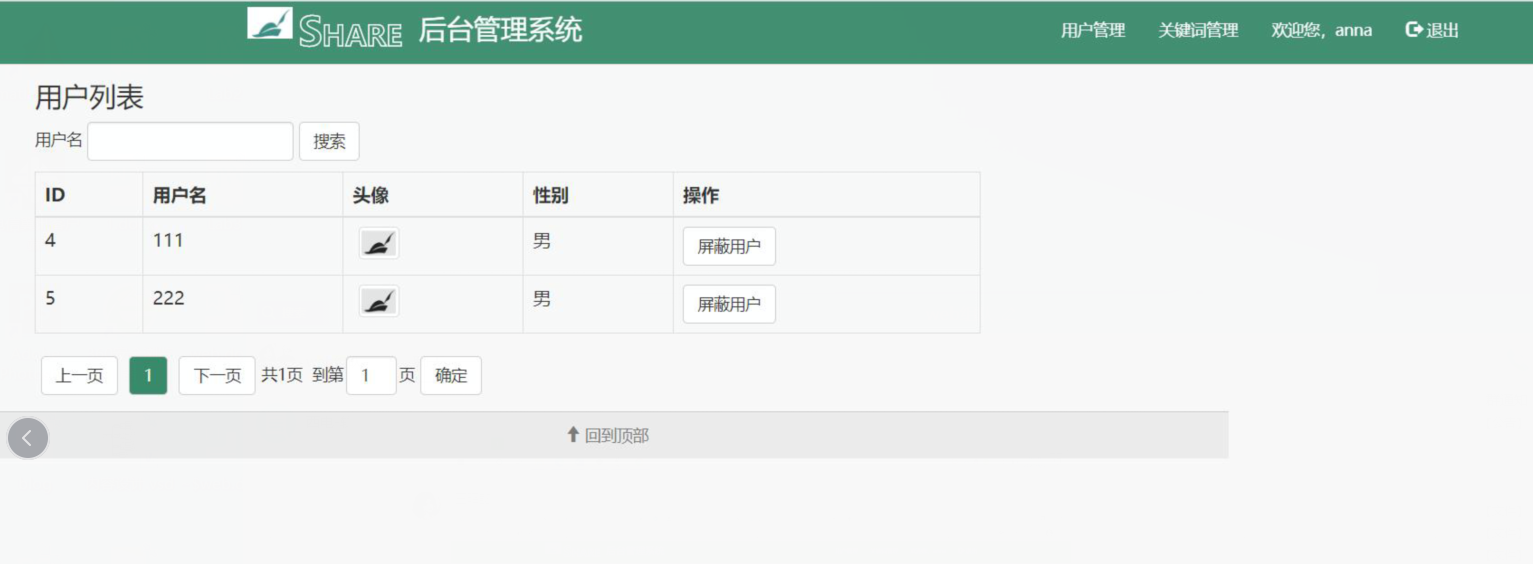 SHARE 后台管理系统 用户管理 关键词管理 欢迎您，anna 退出
用户列表
用户名 搜索
ID 用户名 头像 性别 操作
4 111 男 屏蔽用户
5 222 男 屏蔽用户
上一页 1 下一页 共1页 到第 1 页 确定
回到顶部